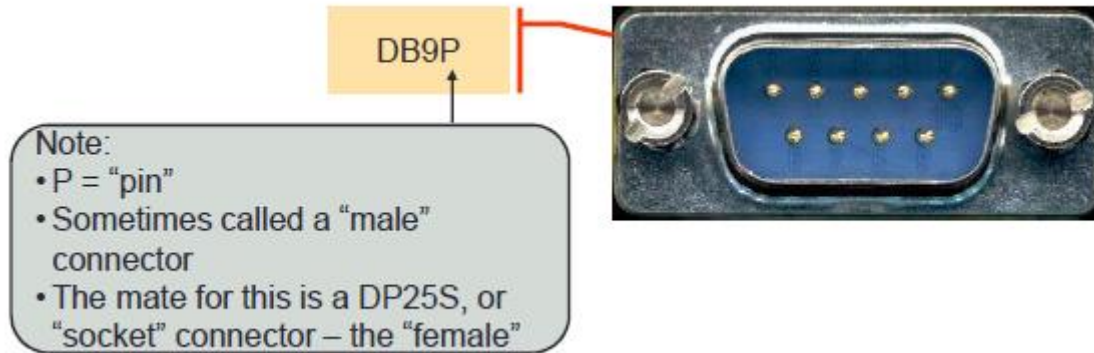 DB9P
Note:
• P = “pin”
• Sometimes called a “male”
connector
• The mate for this is a DP25S, or
“socket” connector – the “female”